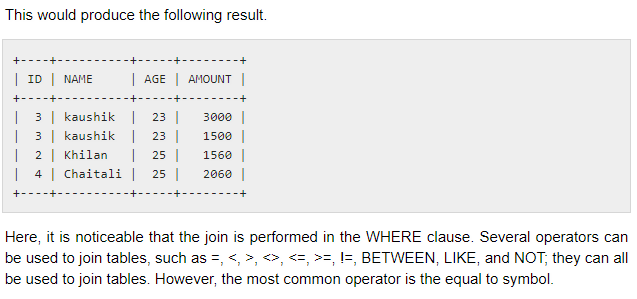 This would produce the following result.
+----+----------+-----+--------+
| ID | NAME     | AGE | AMOUNT |
+----+----------+-----+--------+
|  3 | kaushik  |  23 |   3000 |
|  3 | kaushik  |  23 |   1500 |
|  2 | Khilan   |  25 |   1560 |
|  4 | Chaitali |  25 |   2060 |
+----+----------+-----+--------+
Here, it is noticeable that the join is performed in the WHERE clause. Several operators can
be used to join tables, such as =, <, >, <>, <=, >=, !=, BETWEEN, LIKE, and NOT; they can all
be used to join tables. However, the most common operator is the equal to symbol.